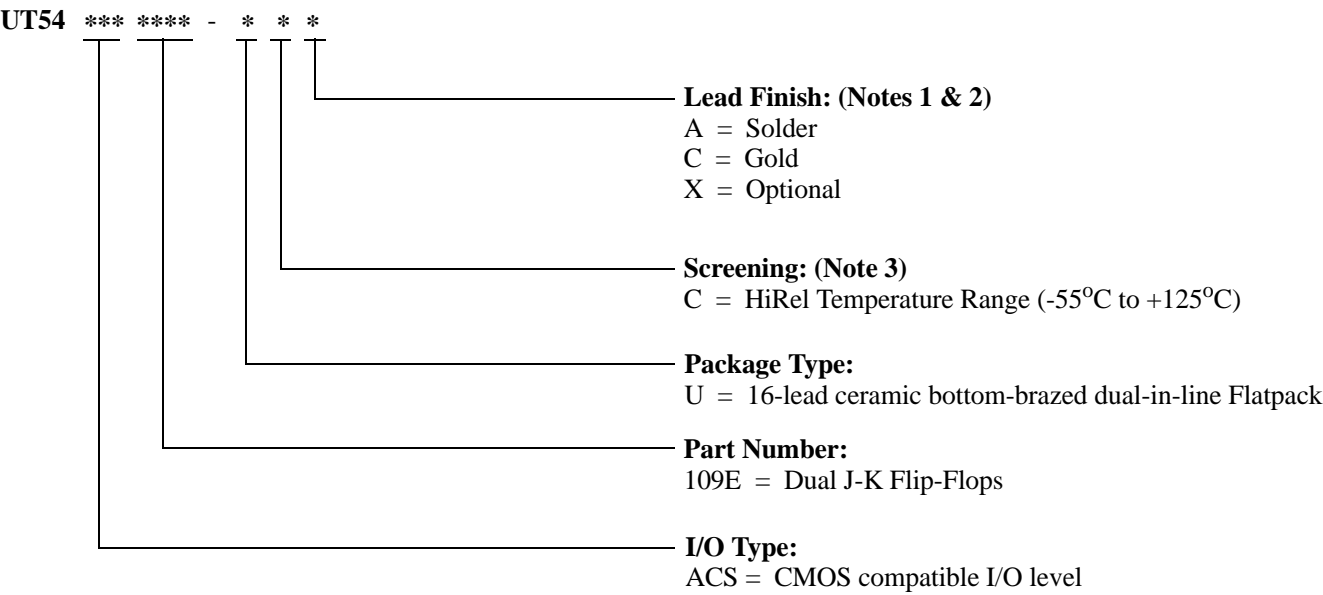 UT54 *** **** - * * *
Lead Finish: (Notes 1 & 2)
A = Solder
C = Gold
X = Optional
Screening: (Note 3)
C = HiRel Temperature Range (-55oC to +125oC)
Package Type:
U = 16-lead ceramic bottom-brazed dual-in-line Flatpack
Part Number:
109E = Dual J-K Flip-Flops
I/O Type:
ACS = CMOS compatible I/O level